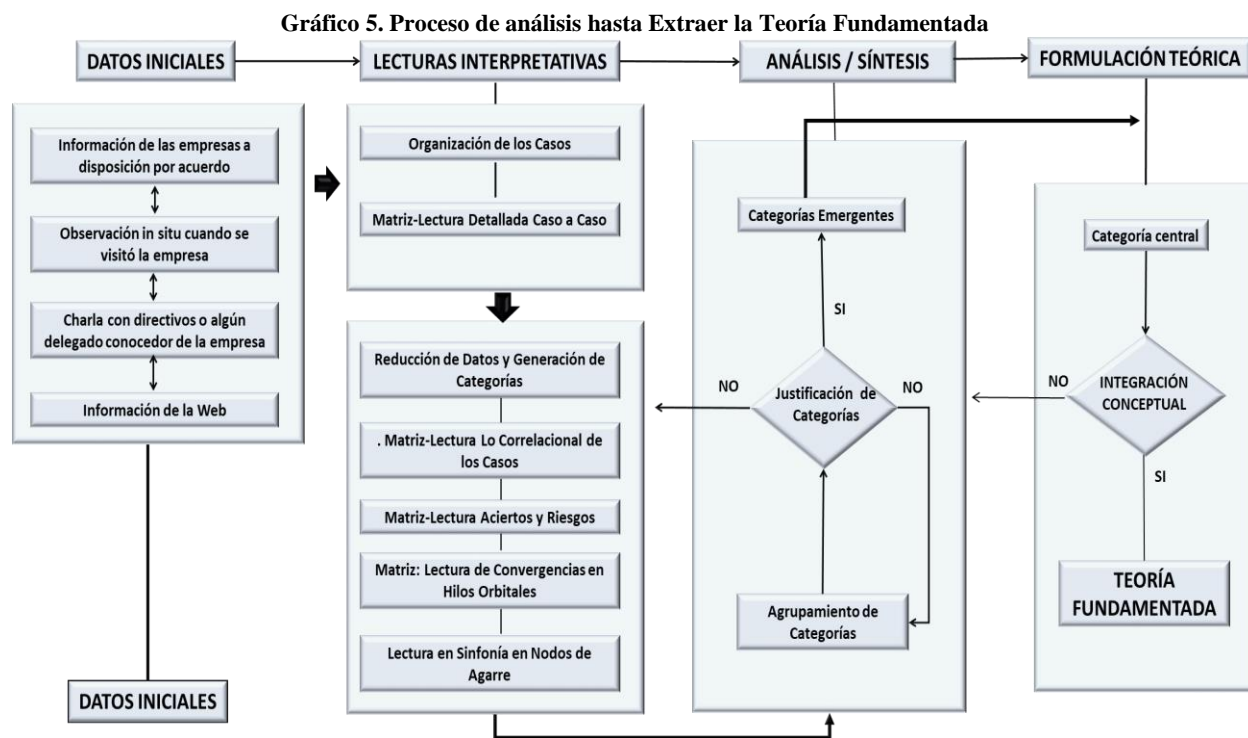 Gráfico 5. Proceso de análisis hasta Extraer la Teoría Fundamentada
DATOS INICIALES
LECTURAS INTERPRETATIVAS
ANÁLISIS / SÍNTESIS
FORMULACIÓN TEÓRICA
Información de las empresas a
disposición por acuerdo
Observación in situ cuando se
visitó la empresa
Charla con directivos o algún
delegado conocedor de la empresa
Información de la Web
DATOS INICIALES
Organización de los Casos
Matriz-Lectura Detallada Caso a Caso
Reducción de Datos y Generación de
Categorías
. Matriz-Lectura Lo Correlacional de
los Casos
Matriz-Lectura Aciertos y Riesgos
Matriz: Lectura de Convergencias en
Hilos Orbitales
Lectura en Sinfonía en Nodos de
Agarre
Categorías Emergentes
SI
NO
Justificación de
Categorías
NO
Agrupamiento de
Categorías
Categoría central
NO
INTEGRACIÓN
CONCEPTUAL
SI
TEORÍA
FUNDAMENTADA